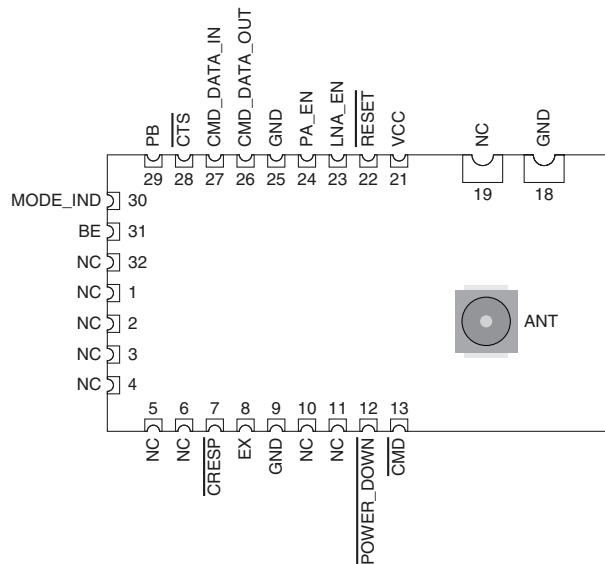 PB
CTS
CMD_DATA_IN
CMD_DATA_OUT
GND
PA_EN
LNA_EN
RESET
VCC
NC
GND
29 28 27 26 25 24 23 22 21 19 18
MODE_IND 30
BE 31
NC 32
NC 1
NC 2
NC 3
NC 4
ANT
5 6 7 8 9 10 11 12 13
NC
NC
CRESP
EX
GND
NC
NC
POWER_DOWN
CMD